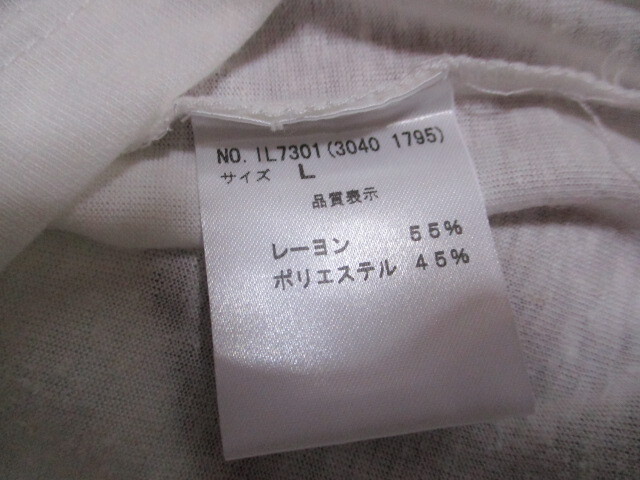 NO. IL7301(3040 1795)
サイズ L
品質表示
レーヨン 55%
ポリエステル 45%